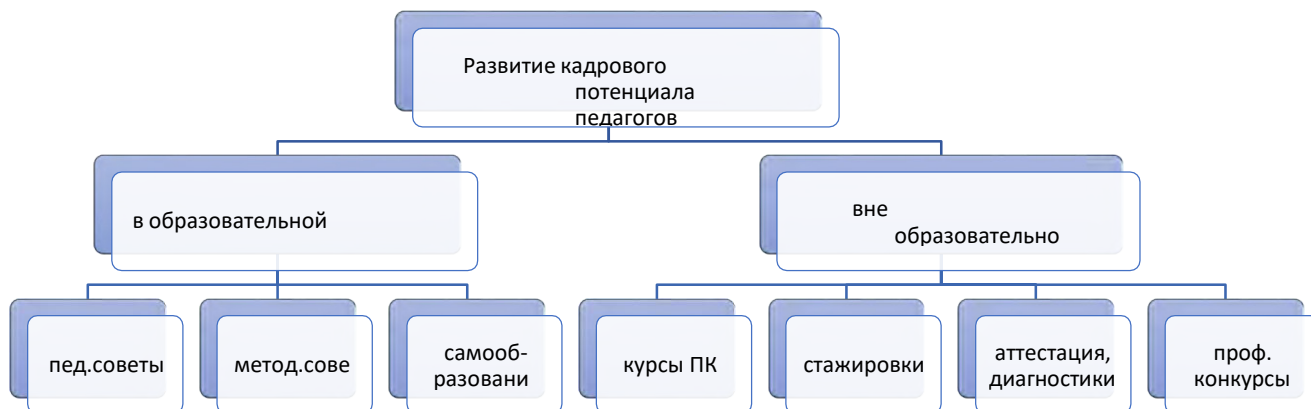 Развитие кадрового
потенциала
педагогов
в образовательной
вне
образовательно
пед.советы
метод.сове
самооб-
разовани
курсы ПК
стажировки
аттестация,
диагностики
проф.
конкурсы